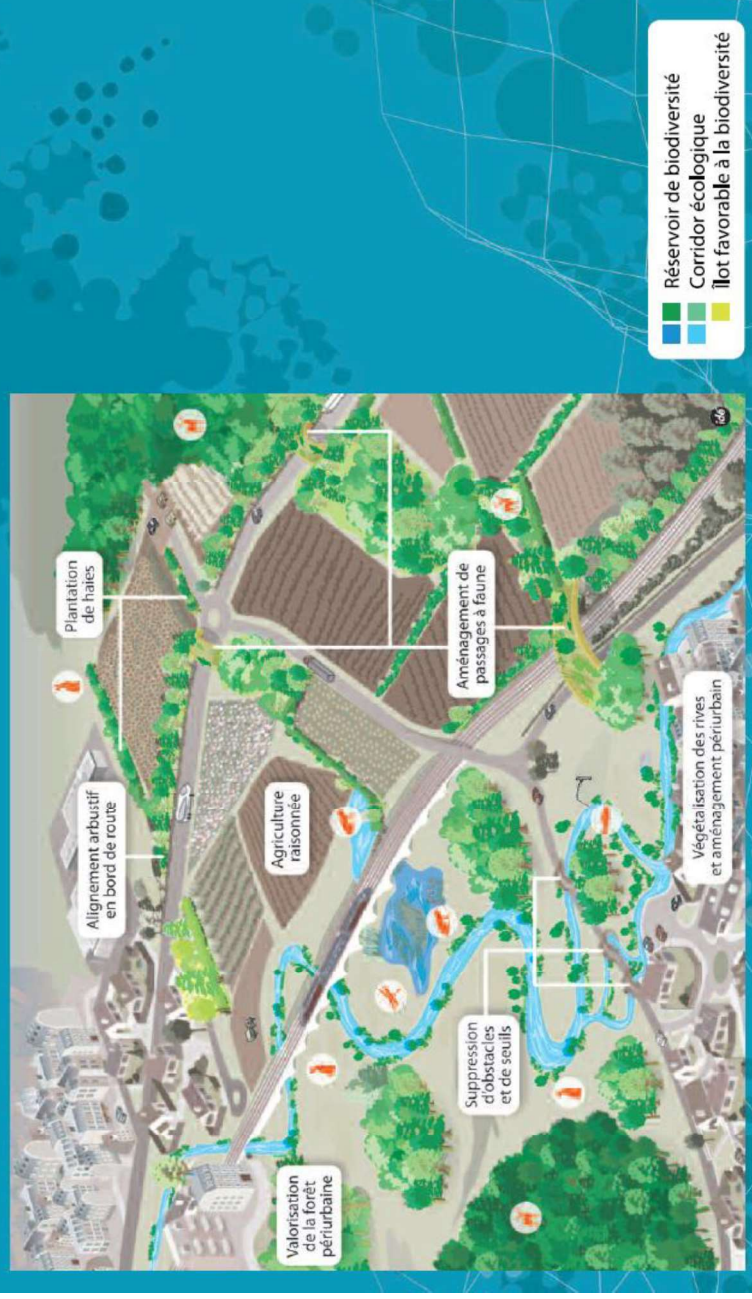 Plantation
de haies
Alignement arbustif
en bord de route
Agriculture
raisonnée
Aménagement de
passages à faune
Valorisation
de la forêt
périurbaine
Suppression
d'obstacles
et de seuils
Végétalisation des rives
et aménagement périurbain
idé
Réservoir de biodiversité
Corridor écologique
Îlot favorable à la biodiversité